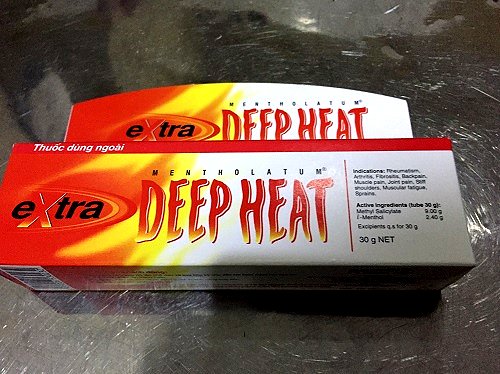 MENTHOLATUM®
eXtra
DEEP HEAT
Thuốc dùng ngoài
MENTHOLATUM®
eXtra
DEEP HEAT
Indications: Rheumatism,
Arthritis, Fibrositis, Backpain,
Muscle pain, Joint pain, Stiff
shoulders, Muscular fatigue,
Sprains.
Active ingredients (tube 30 g):
Methyl Salicylate 9.00 g
l-Menthol 2.40 g
Excipients q.s for 30 g
30 g NET